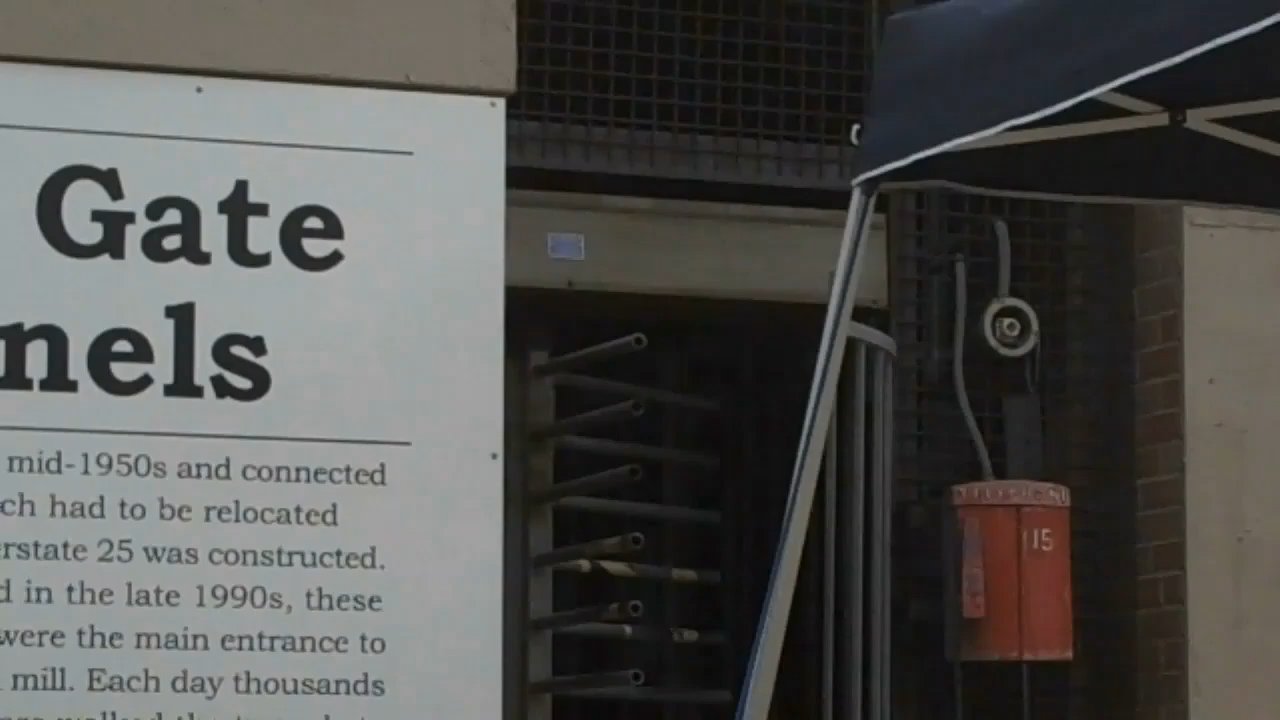 Gate
nels
mid-1950s and connected
ch had to be relocated
rstate 25 was constructed.
d in the late 1990s, these
were the main entrance to
mill. Each day thousands
115